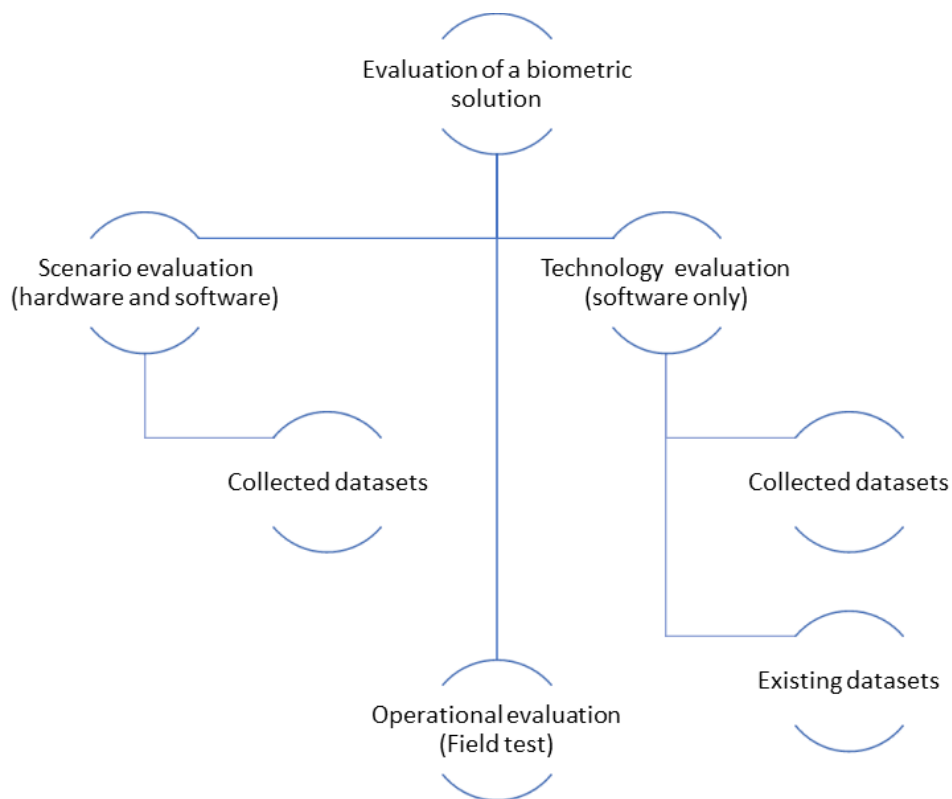 Evaluation of a biometric
solution
Scenario evaluation
(hardware and software)
Technology evaluation
(software only)
Collected datasets
Collected datasets
Existing datasets
Operational evaluation
(Field test)